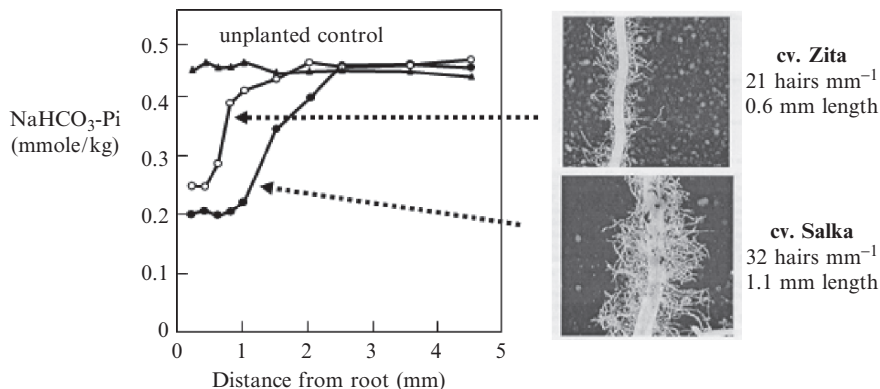 unplanted control
NaHCO₃-Pi
(mmole/kg)
0.5
0.4
0.3
0.2
0.1
0
0 1 2 3 4 5
Distance from root (mm)
cv. Zita
21 hairs mm⁻¹
0.6 mm length
cv. Salka
32 hairs mm⁻¹
1.1 mm length